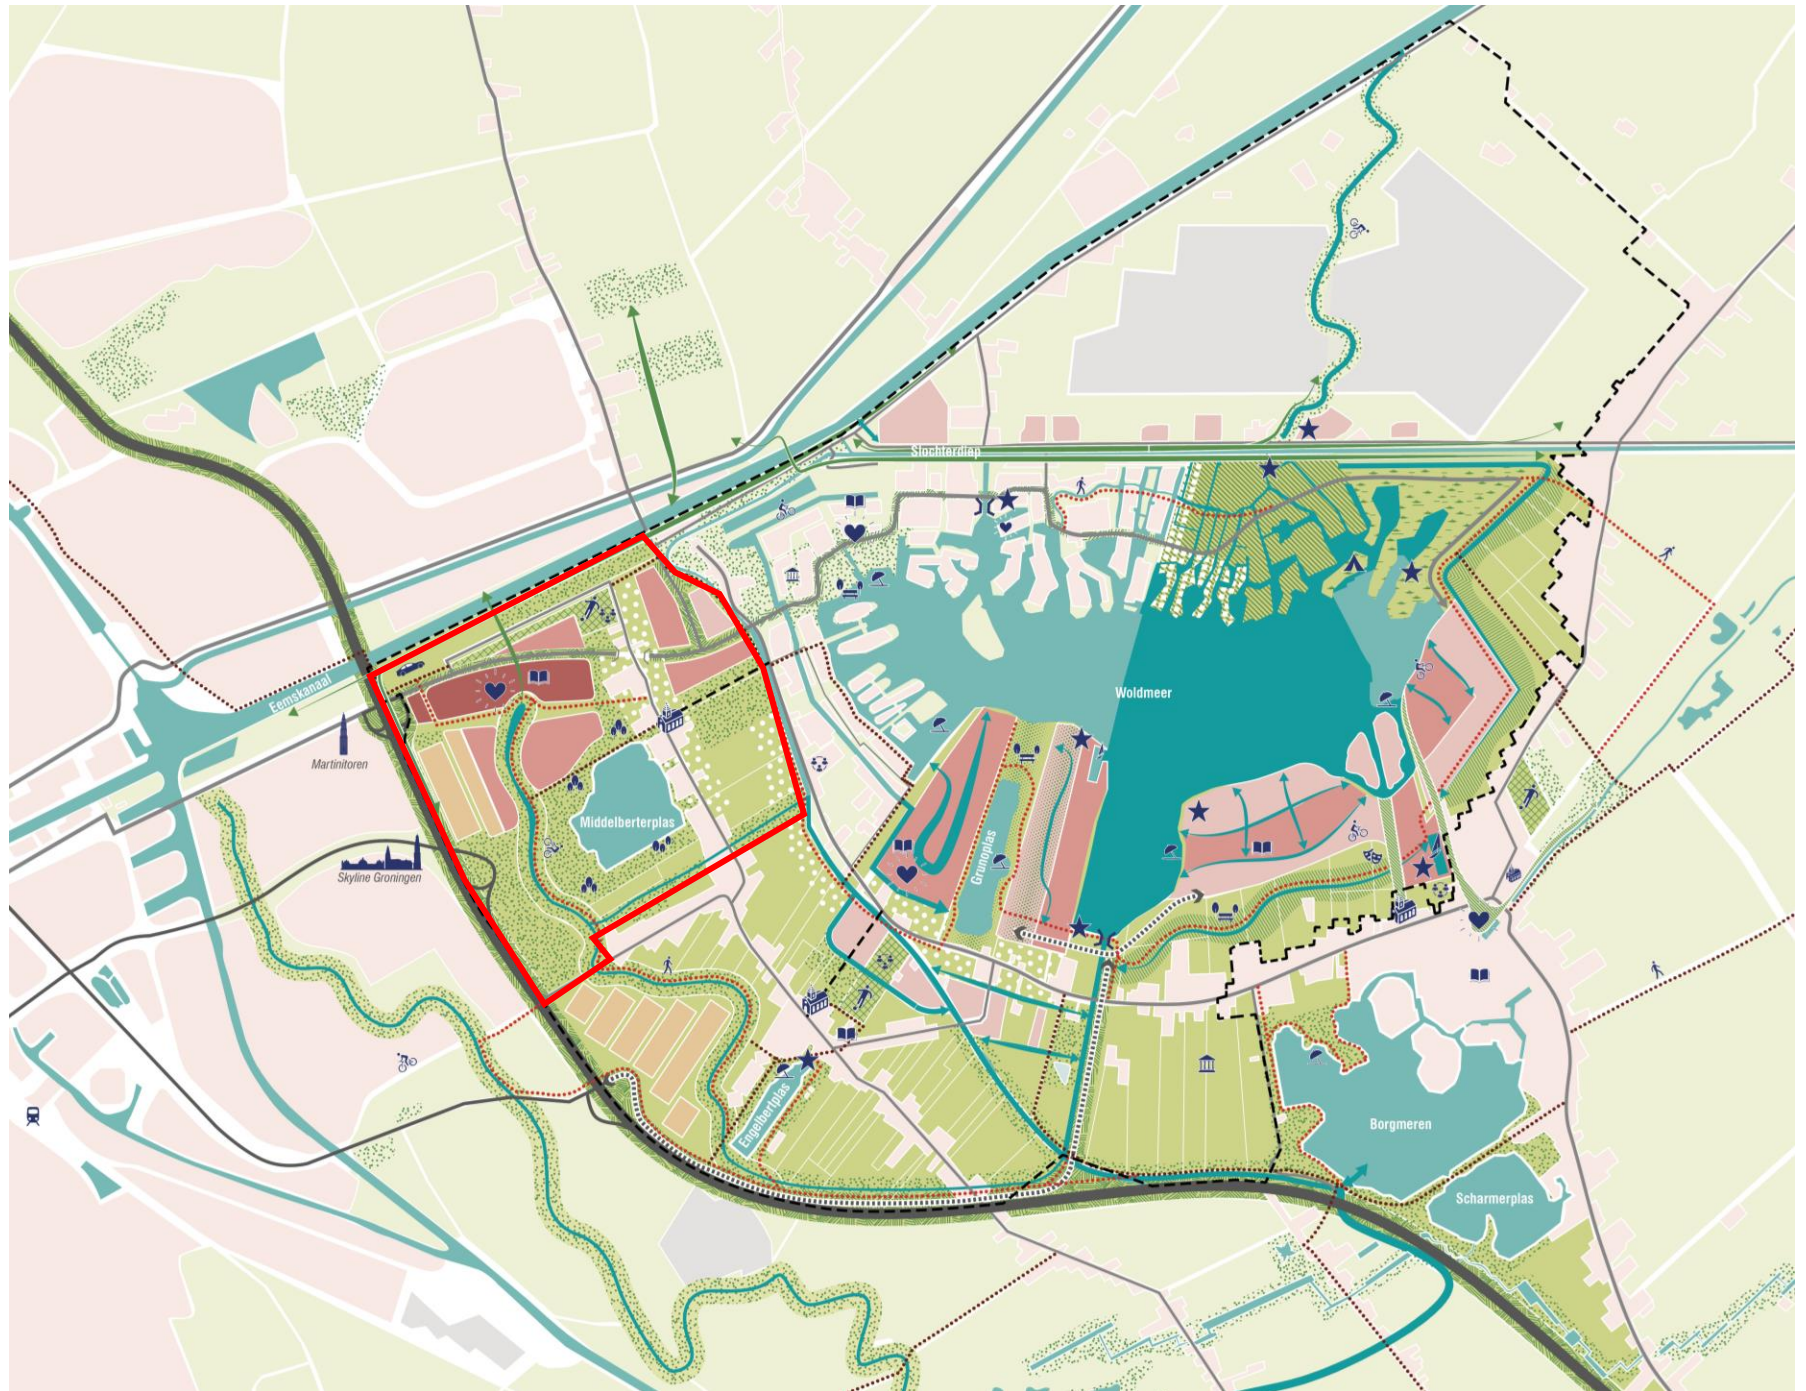 Slochterdiep
Eemskanaal
Woldmeer
Martinitoren
Middelberterplas
Grunoplas
Skyline Groningen
Engelbertplas
Borgmeren
Scharmerplas